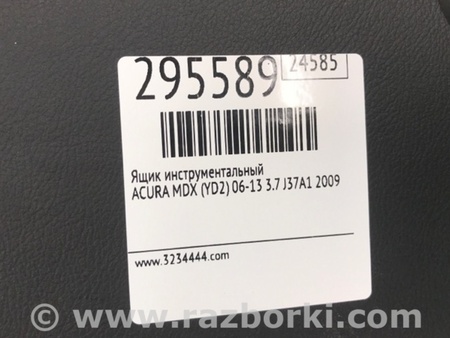 295589
24585
Ящик инструментальный
ACURA MDX (YD2) 06-13 3.7 J37A1 2009
www.3234444.com
© www.razborki.com